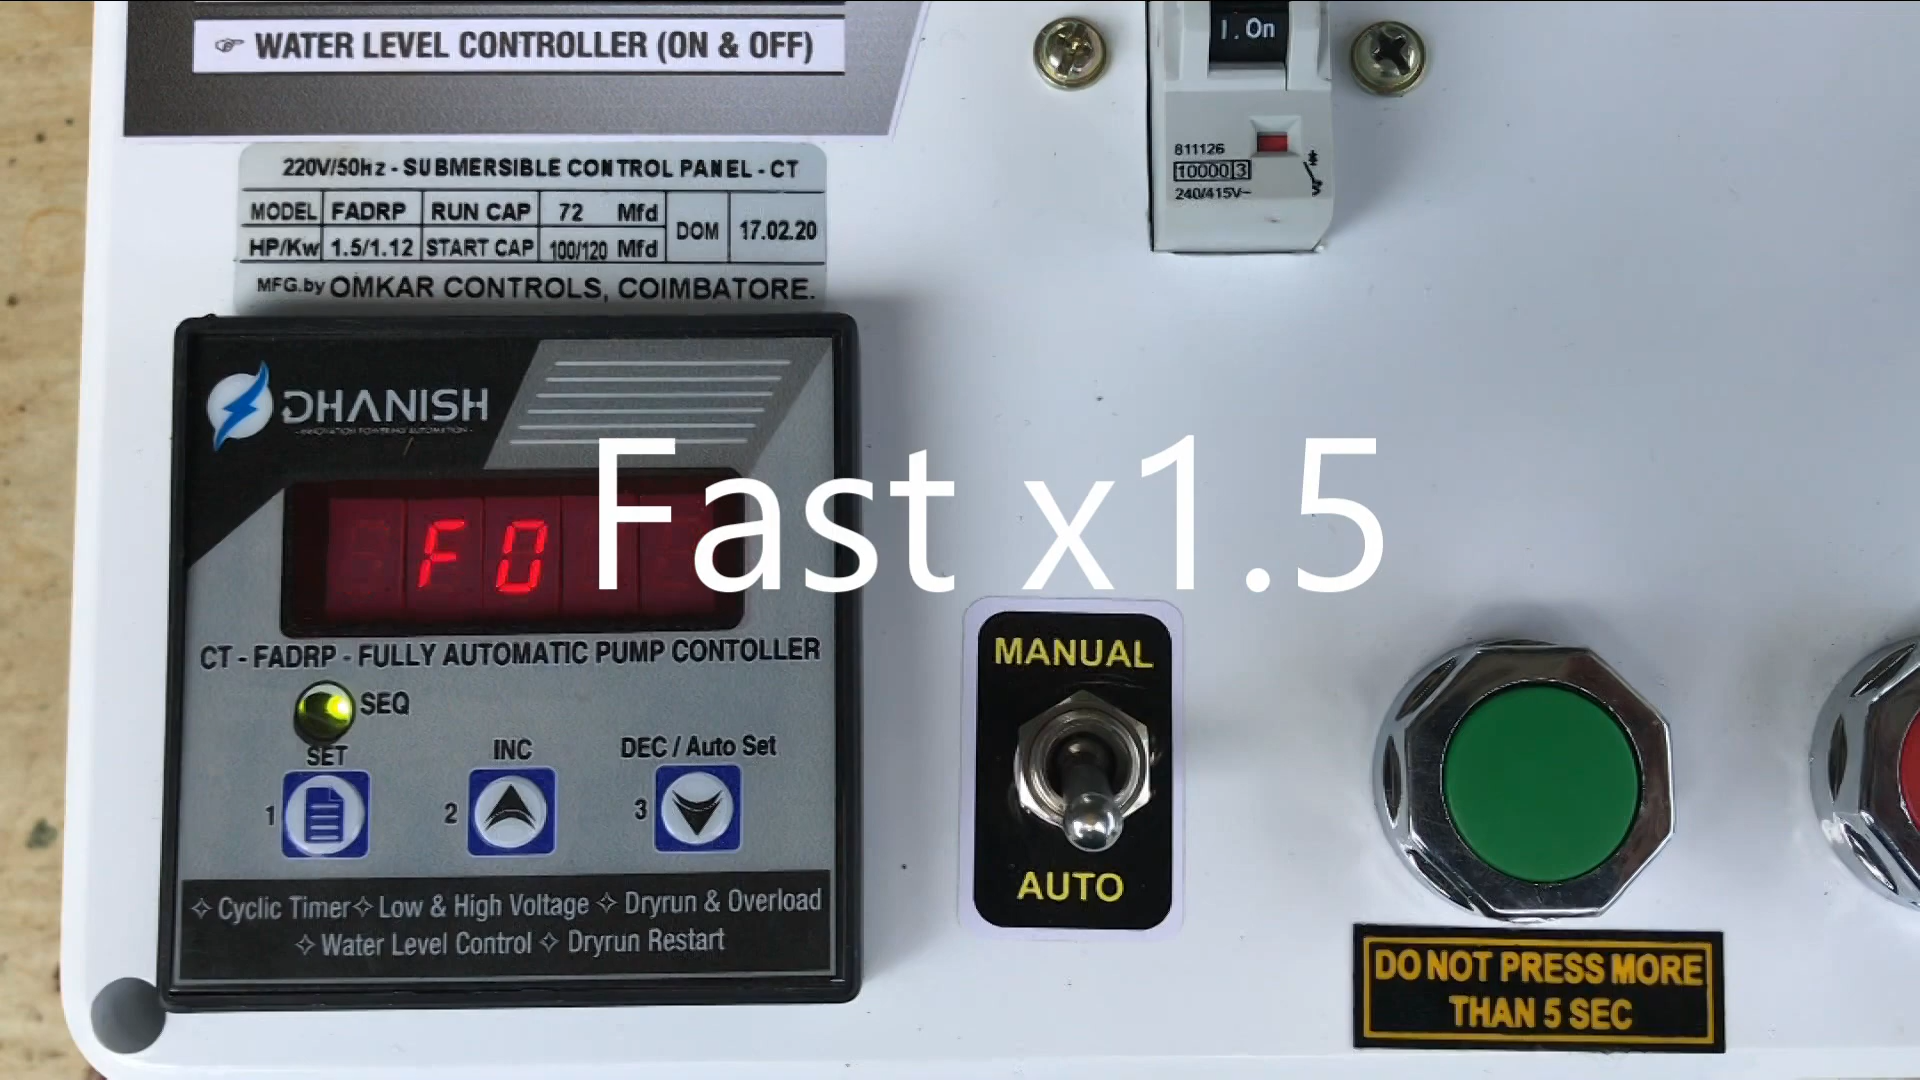 ☞ WATER LEVEL CONTROLLER (ON & OFF)
I. On
811126
10000 3
240/415V~
220V/50hz - SUBMERSIBLE CONTROL PANEL - CT
MODEL FADRP RUN CAP 72 Mfd DOM 17.02.20
HP/Kw 1.5/1.12 START CAP 100/120 Mfd
MFG.by OMKAR CONTROLS, COIMBATORE.
DHANISH
- INNOVATION POWERING AUTOMATION -
Fast x1.5
F0
CT - FADRP - FULLY AUTOMATIC PUMP CONTOLLER
SEQ
SET INC DEC / Auto Set
1 2 3
✧ Cyclic Timer ✧ Low & High Voltage ✧ Dryrun & Overload
✧ Water Level Control ✧ Dryrun Restart
MANUAL
AUTO
DO NOT PRESS MORE
THAN 5 SEC